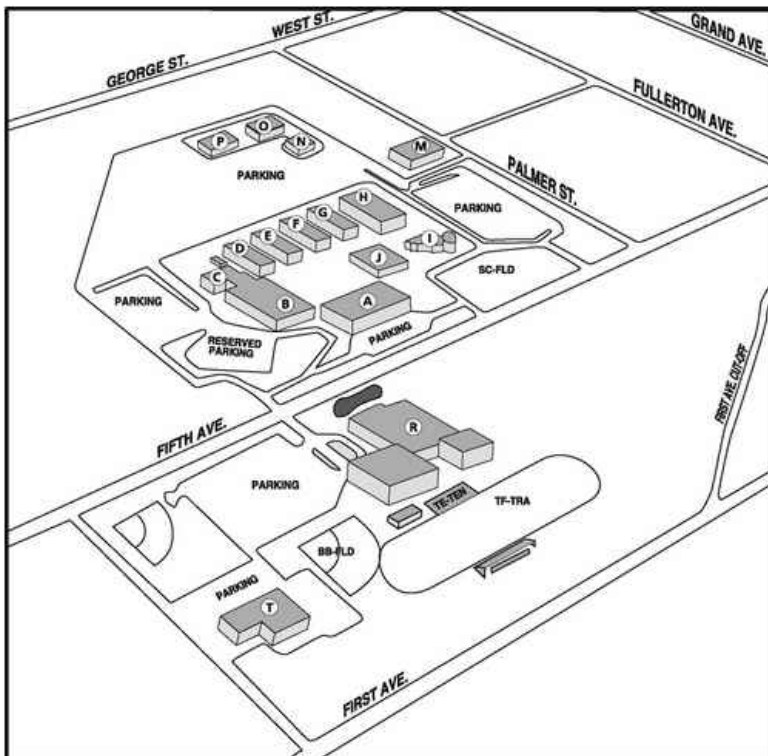 WEST ST.
GRAND AVE.
GEORGE ST.
FULLERTON AVE.
O
P
N
M
PARKING
PALMER ST.
H
PARKING
G
F
E
I
D
J
SC-FLD
C
PARKING
B
A
PARKING
RESERVED
PARKING
FIRST AVE. CUT-OFF
FIFTH AVE.
R
PARKING
TE-TEN
TF-TRA
BB-FLD
PARKING
T
FIRST AVE.